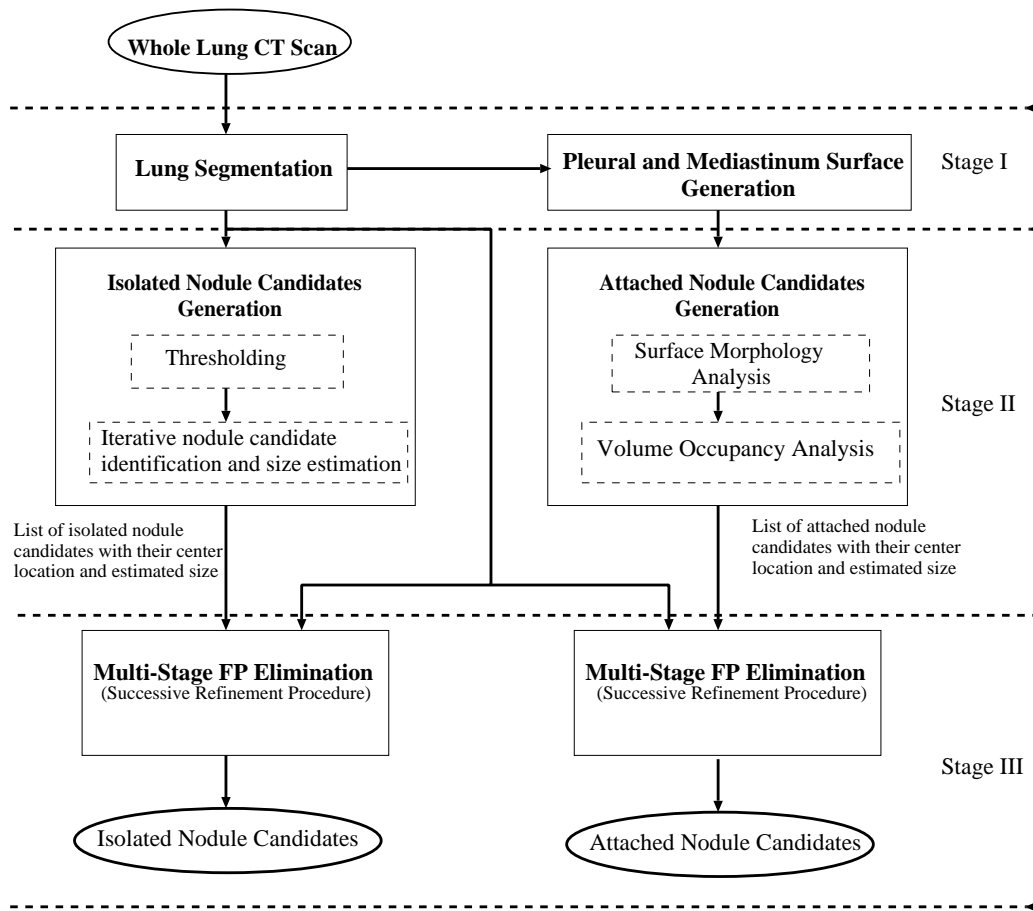 Whole Lung CT Scan
Lung Segmentation
Pleural and Mediastinum Surface
Generation
Stage I
Isolated Nodule Candidates
Generation
Thresholding
Iterative nodule candidate
identification and size estimation
Attached Nodule Candidates
Generation
Surface Morphology
Analysis
Volume Occupancy Analysis
Stage II
List of isolated nodule
candidates with their center
location and estimated size
List of attached nodule
candidates with their center
location and estimated size
Multi-Stage FP Elimination
(Successive Refinement Procedure)
Multi-Stage FP Elimination
(Successive Refinement Procedure)
Stage III
Isolated Nodule Candidates
Attached Nodule Candidates